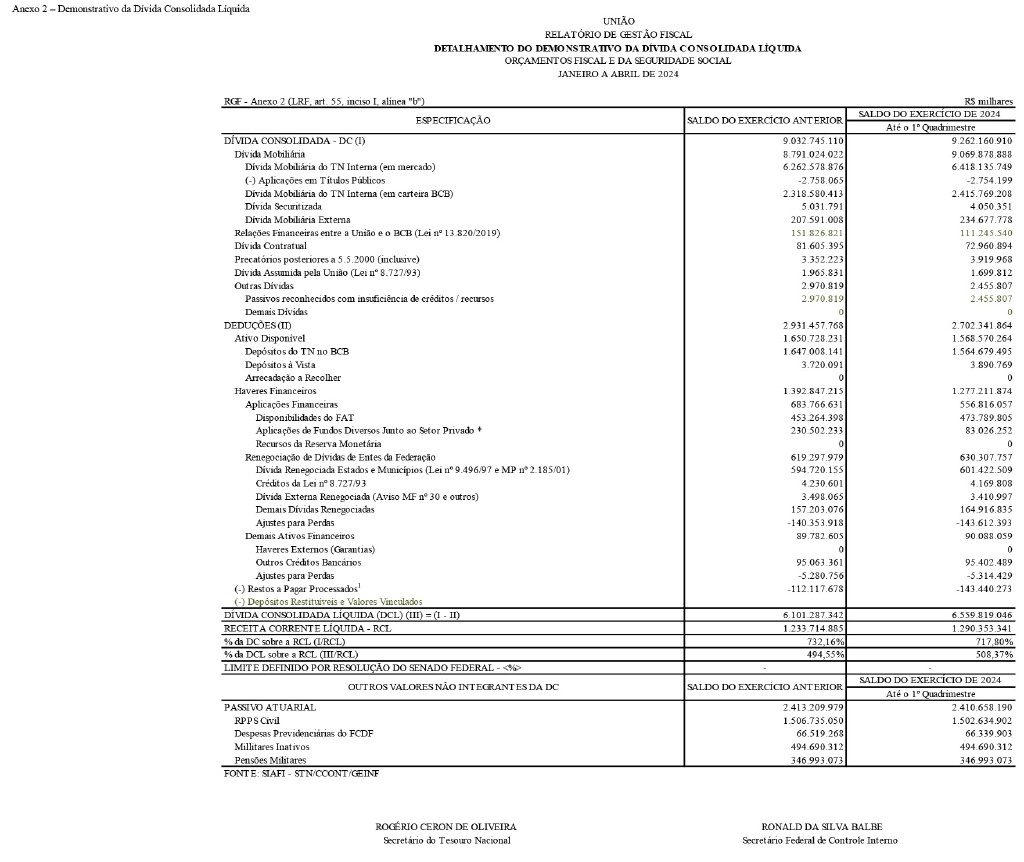 Anexo 2 – Demonstrativo da Dívida Consolidada Líquida
UNIÃO
RELATÓRIO DE GESTÃO FISCAL
DETALHAMENTO DO DEMONSTRATIVO DA DÍVIDA CONSOLIDADA LÍQUIDA
ORÇAMENTOS FISCAL E DA SEGURIDADE SOCIAL
JANEIRO A ABRIL DE 2024
RGF - Anexo 2 (LRF, art. 55, inciso I, alínea "b") R$ milhares
ESPECIFICAÇÃO SALDO DO EXERCÍCIO ANTERIOR SALDO DO EXERCÍCIO DE 2024
Até o 1º Quadrimestre
DÍVIDA CONSOLIDADA - DC (I) 9.032.745.110 9.262.160.910
Dívida Mobiliária 8.791.024.022 9.069.878.888
Dívida Mobiliária do TN Interna (em mercado) 6.262.578.876 6.418.135.749
(-) Aplicações em Títulos Públicos -2.758.065 -2.754.199
Dívida Mobiliária do TN Interna (em carteira BCB) 2.318.580.413 2.415.769.208
Dívida Securitizada 5.031.791 4.050.351
Dívida Mobiliária Externa 207.591.008 234.677.778
Relações Financeiras entre a União e o BCB (Lei nº 13.820/2019) 151.826.821 111.245.540
Dívida Contratual 81.605.395 72.960.894
Precatórios posteriores a 5.5.2000 (inclusive) 3.352.223 3.919.968
Dívida Assumida pela União (Lei nº 8.727/93) 1.965.831 1.699.812
Outras Dívidas 2.970.819 2.455.807
Passivos reconhecidos com insuficiência de créditos / recursos 2.970.819 2.455.807
Demais Dívidas 0 0
DEDUÇÕES (II) 2.931.457.768 2.702.341.864
Ativo Disponível 1.650.728.231 1.568.570.264
Depósitos do TN no BCB 1.647.008.141 1.564.679.495
Depósitos à Vista 3.720.091 3.890.769
Arrecadação a Recolher 0 0
Haveres Financeiros 1.392.847.215 1.277.211.874
Aplicações Financeiras 683.766.631 556.816.057
Disponibilidades do FAT 453.264.398 473.789.805
Aplicações de Fundos Diversos Junto ao Setor Privado * 230.502.233 83.026.252
Recursos da Reserva Monetária 0 0
Renegociação de Dívidas de Entes da Federação 619.297.979 630.307.757
Dívida Renegociada Estados e Municípios (Lei nº 9.496/97 e MP nº 2.185/01) 594.720.155 601.422.509
Créditos da Lei nº 8.727/93 4.230.601 4.169.808
Dívida Externa Renegociada (Aviso MF nº 30 e outros) 3.498.065 3.410.997
Demais Dívidas Renegociadas 157.203.076 164.916.835
Ajustes para Perdas -140.353.918 -143.612.393
Demais Ativos Financeiros 89.782.605 90.088.059
Haveres Externos (Garantias) 0 0
Outros Créditos Bancários 95.063.361 95.402.489
Ajustes para Perdas -5.280.756 -5.314.429
(-) Restos a Pagar Processados¹ -112.117.678 -143.440.273
(-) Depósitos Restituíveis e Valores Vinculados
DÍVIDA CONSOLIDADA LÍQUIDA (DCL) (III) = (I - II) 6.101.287.342 6.559.819.046
RECEITA CORRENTE LÍQUIDA - RCL 1.233.714.885 1.290.353.341
% da DC sobre a RCL (I/RCL) 732,16% 717,80%
% da DCL sobre a RCL (III/RCL) 494,55% 508,37%
LIMITE DEFINIDO POR RESOLUÇÃO DO SENADO FEDERAL - <%> - -
OUTROS VALORES NÃO INTEGRANTES DA DC SALDO DO EXERCÍCIO ANTERIOR SALDO DO EXERCÍCIO DE 2024
Até o 1º Quadrimestre
PASSIVO ATUARIAL 2.413.209.979 2.410.658.190
RPPS Civil 1.506.735.050 1.502.634.902
Despesas Previdenciárias do FCDF 66.519.268 66.339.903
Millitares Inativos 494.690.312 494.690.312
Pensões Militares 346.993.073 346.993.073
FONTE: SIAFI - STN/CCONT/GEINF
ROGÉRIO CERON DE OLIVEIRA RONALD DA SILVA BALBE
Secretário do Tesouro Nacional Secretário Federal de Controle Interno